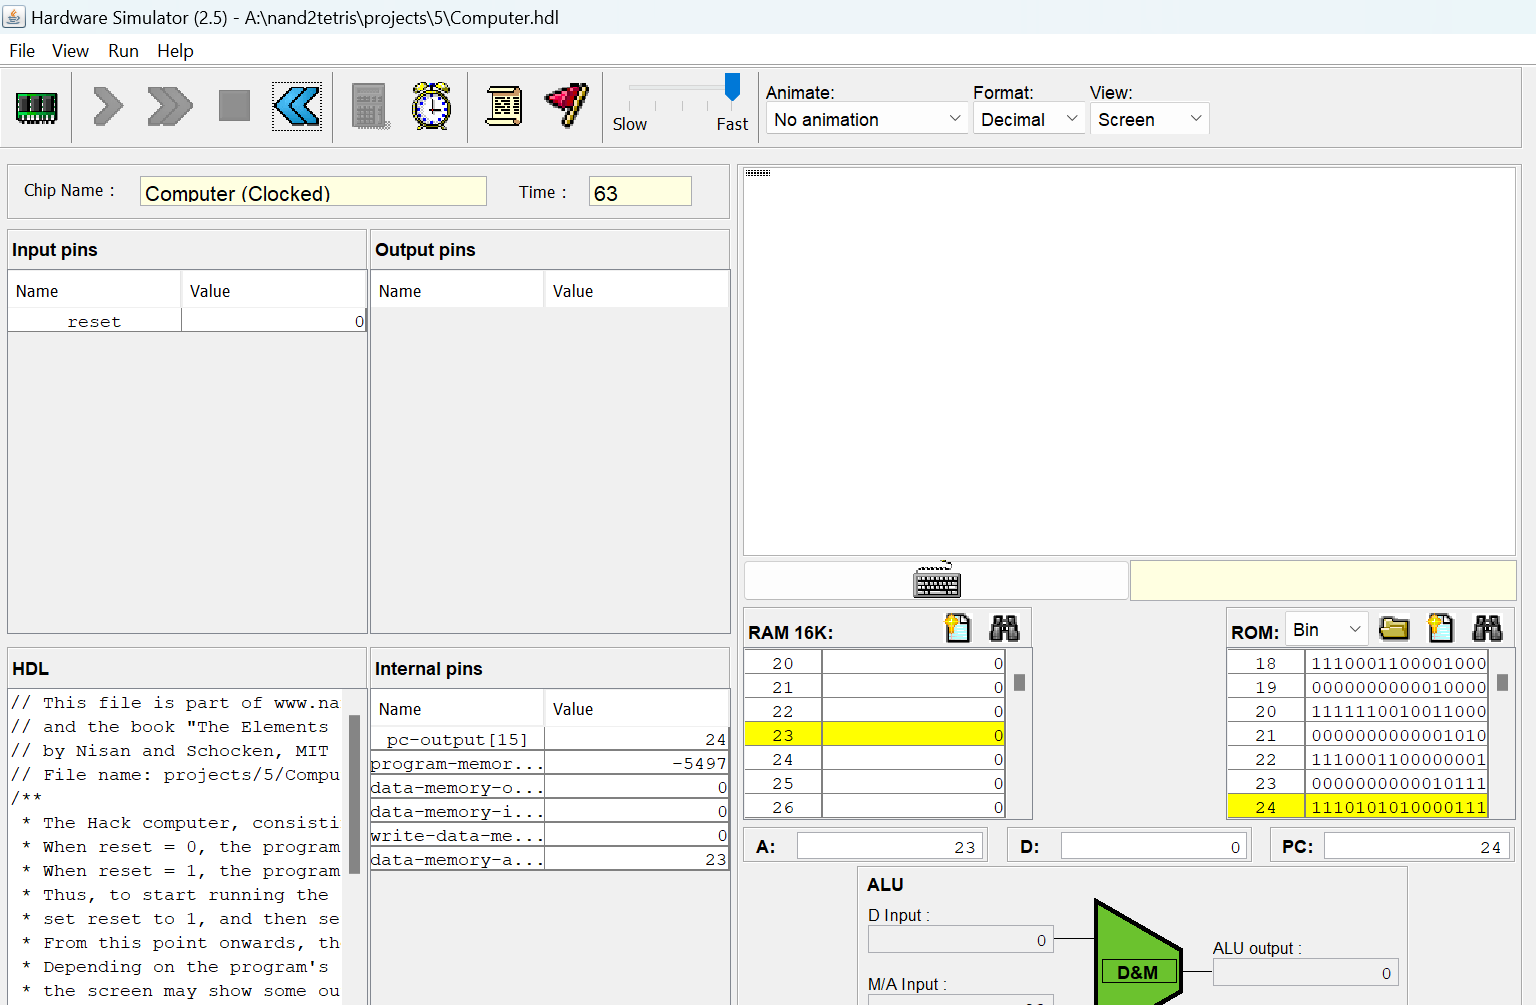 Hardware Simulator (2.5) - A:\nand2tetris\projects\5\Computer.hdl
File View Run Help
Slow Fast
Animate: Format: View:
No animation Decimal Screen
Chip Name : Computer (Clocked) Time : 63
Input pins
Name Value
reset 0
Output pins
Name Value
HDL
// This file is part of www.na
// and the book "The Elements
// by Nisan and Schocken, MIT
// File name: projects/5/Compu
/**
* The Hack computer, consisti
* When reset = 0, the program
* When reset = 1, the program
* Thus, to start running the
* set reset to 1, and then se
* From this point onwards, th
* Depending on the program's
* the screen may show some ou
Internal pins
Name Value
pc-output[15] 24
program-memor... -5497
data-memory-o... 0
data-memory-i... 0
write-data-me... 0
data-memory-a... 23
RAM 16K:
20 0
21 0
22 0
23 0
24 0
25 0
26 0
ROM: Bin
18 1110001100001000
19 0000000000010000
20 1111110010011000
21 0000000000001010
22 1110001100000001
23 0000000000010111
24 1110101010000111
A: 23 D: 0 PC: 24
ALU
D Input :
0
M/A Input :
D&M
ALU output :
0